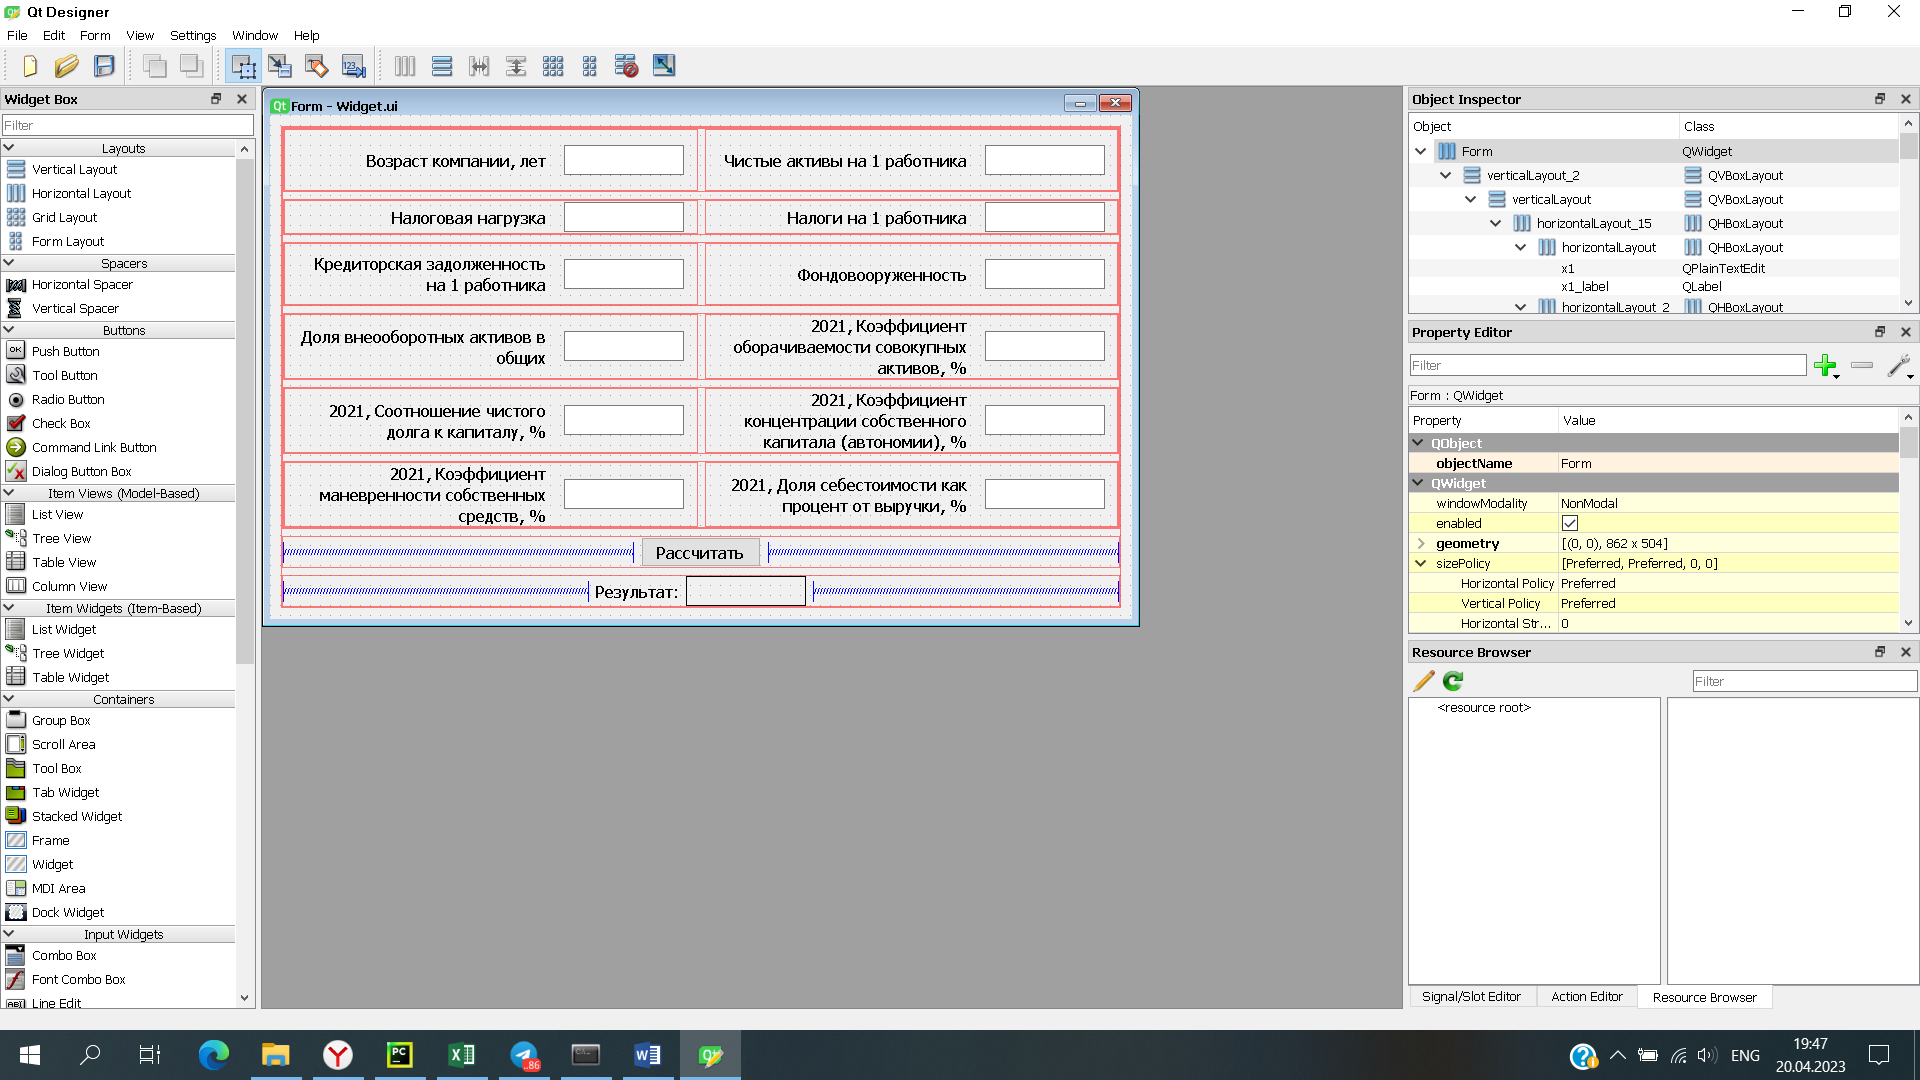 Qt Designer
File Edit Form View Settings Window Help
Widget Box
Filter
Layouts
Vertical Layout
Horizontal Layout
Grid Layout
Form Layout
Spacers
Horizontal Spacer
Vertical Spacer
Buttons
Push Button
Tool Button
Radio Button
Check Box
Command Link Button
Dialog Button Box
Item Views (Model-Based)
List View
Tree View
Table View
Column View
Item Widgets (Item-Based)
List Widget
Tree Widget
Table Widget
Containers
Group Box
Scroll Area
Tool Box
Tab Widget
Stacked Widget
Frame
Widget
MDI Area
Dock Widget
Input Widgets
Combo Box
Font Combo Box
Line Edit
Form - Widget.ui
Возраст компании, лет
Чистые активы на 1 работника
Налоговая нагрузка
Налоги на 1 работника
Кредиторская задолженность
на 1 работника
Фондовооруженность
Доля внеооборотных активов в
общих
2021, Коэффициент
оборачиваемости совокупных
активов, %
2021, Соотношение чистого
долга к капиталу, %
2021, Коэффициент
концентрации собственного
капитала (автономии), %
2021, Коэффициент
маневренности собственных
средств, %
2021, Доля себестоимости как
процент от выручки, %
Рассчитать
Результат:
Object Inspector
Object Class
Form QWidget
verticalLayout_2 QVBoxLayout
verticalLayout QVBoxLayout
horizontalLayout_15 QHBoxLayout
horizontalLayout QHBoxLayout
x1 QPlainTextEdit
x1_label QLabel
horizontalLayout_2 QHBoxLayout
Property Editor
Filter
Form : QWidget
Property Value
QObject
objectName Form
QWidget
windowModality NonModal
enabled
geometry [(0, 0), 862 x 504]
sizePolicy [Preferred, Preferred, 0, 0]
Horizontal Policy Preferred
Vertical Policy Preferred
Horizontal Str... 0
Resource Browser
Filter
<resource root>
Signal/Slot Editor Action Editor Resource Browser
86
ENG
19:47
20.04.2023